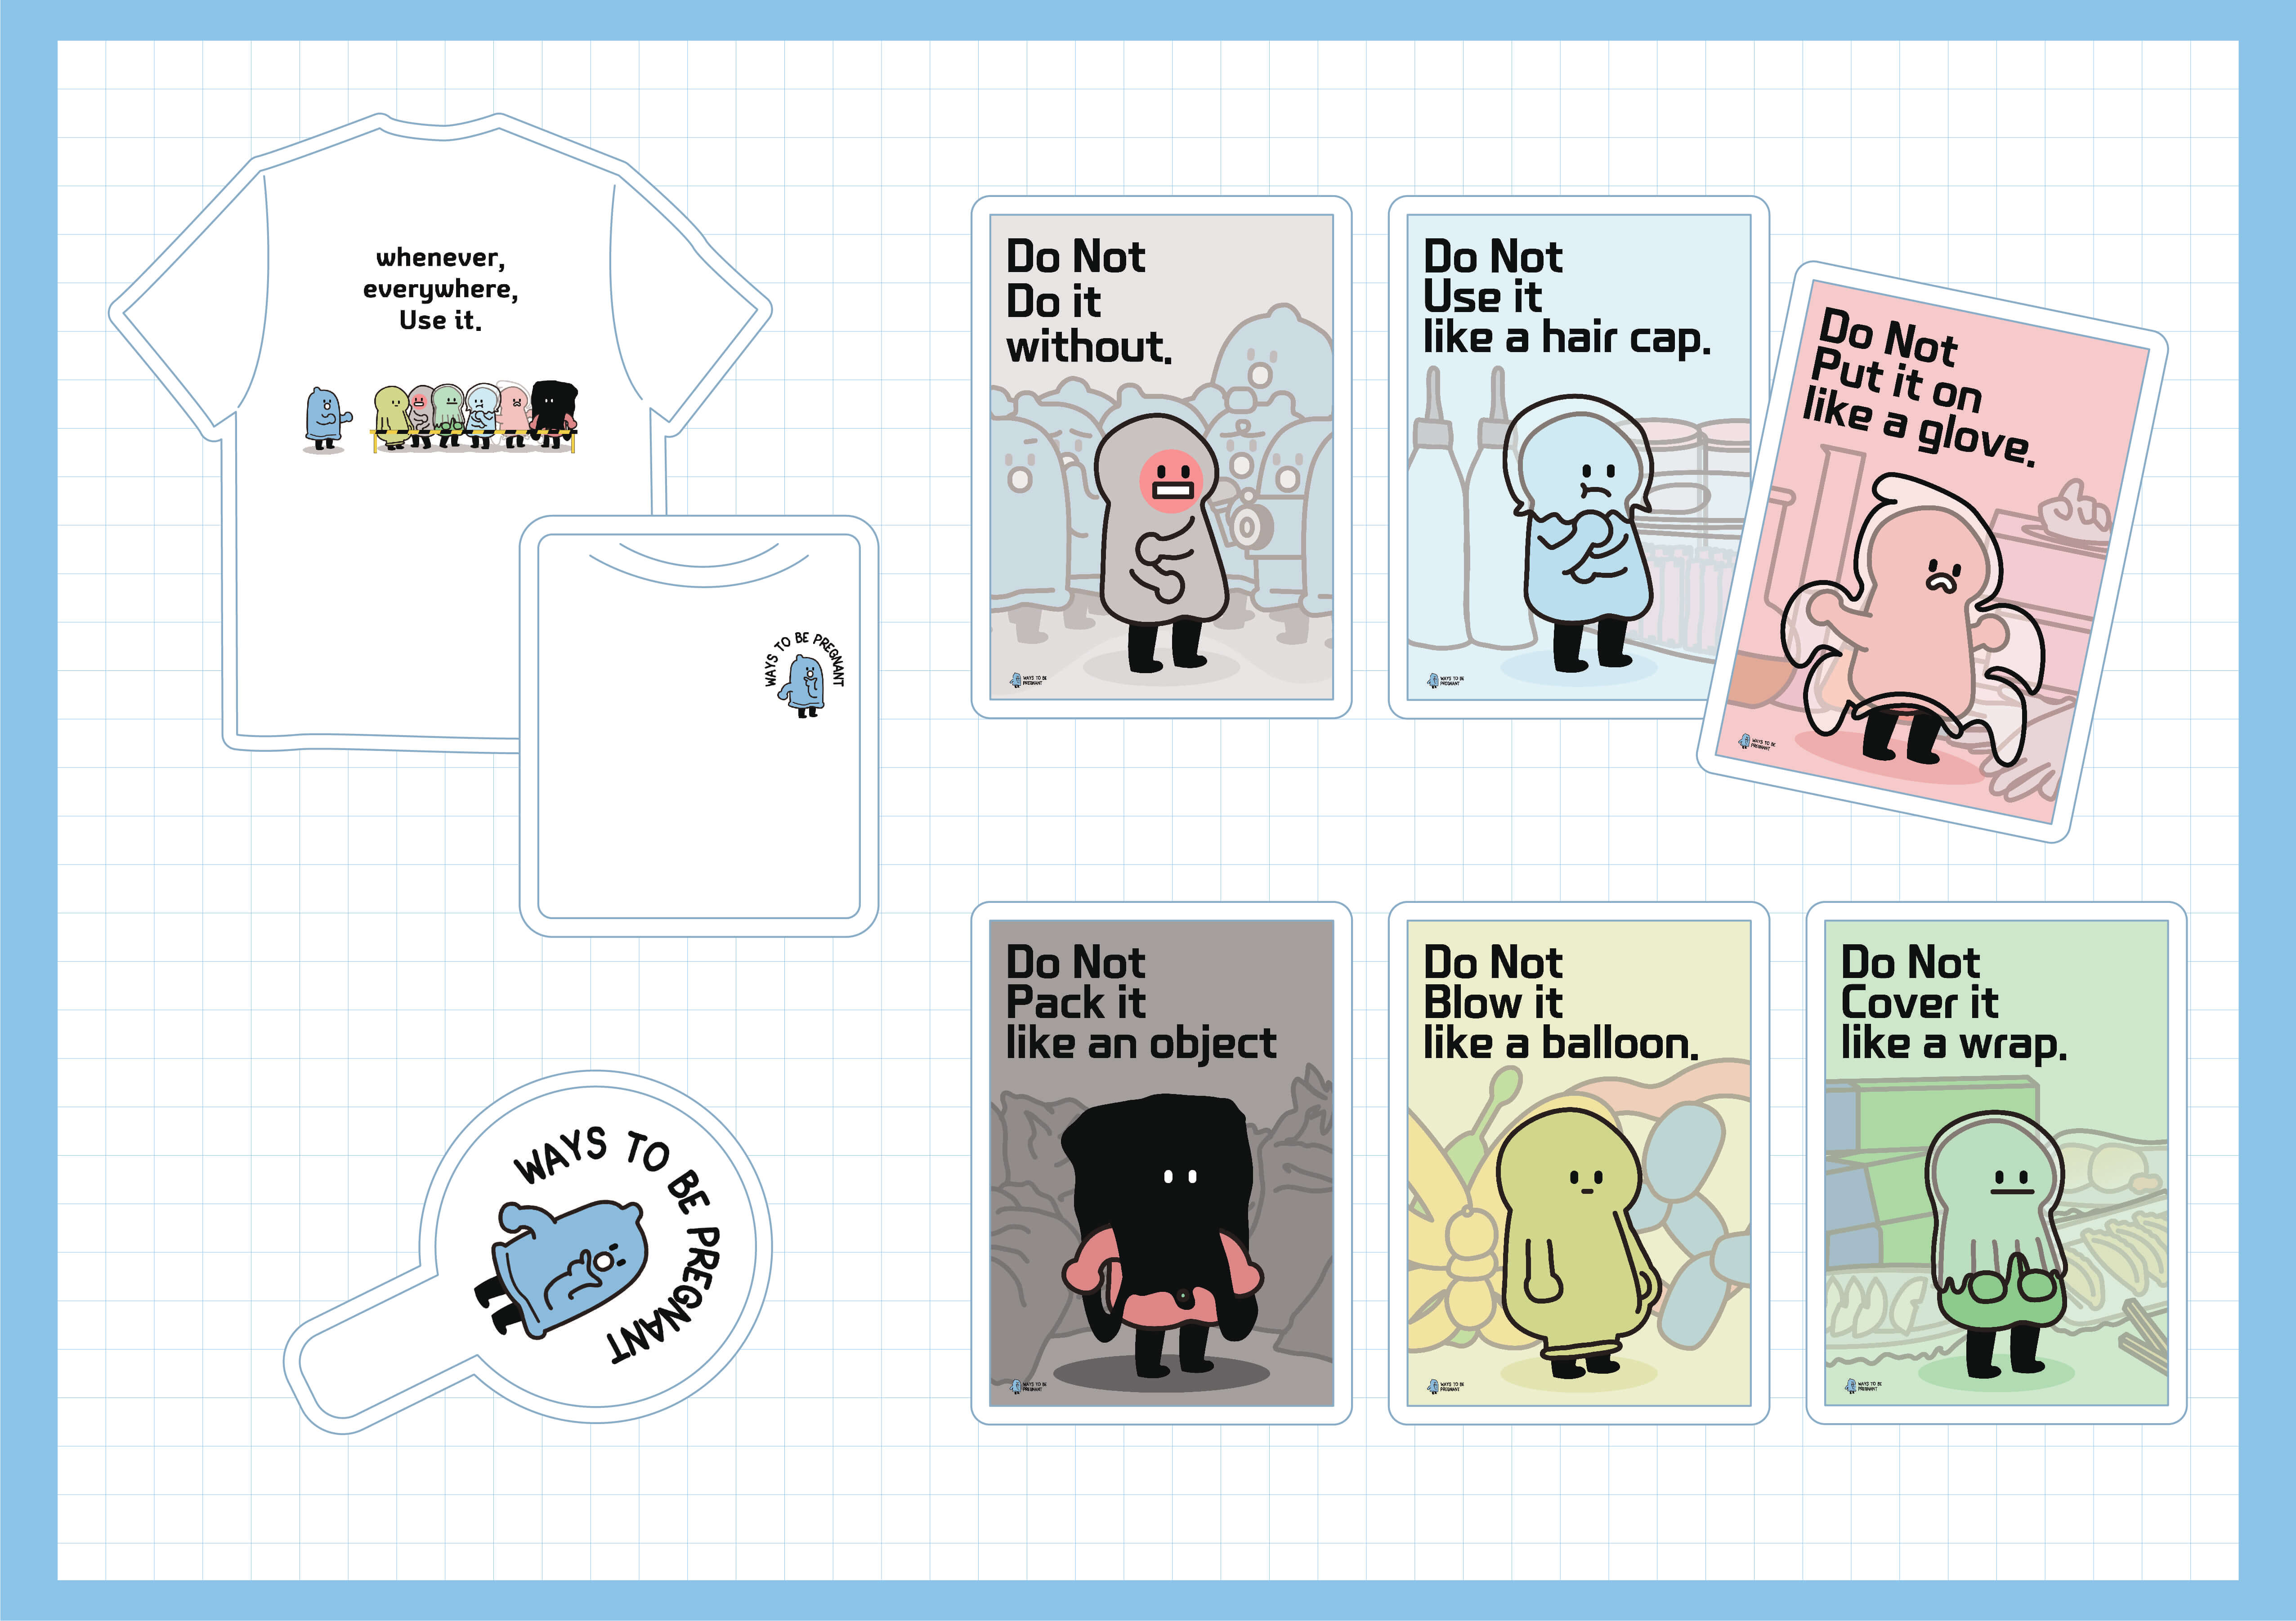 whenever,
everywhere,
Use it.
WAYS TO BE PREGNANT
WAYS TO BE PREGNANT
Do Not
Do it
without.
WAYS TO BE
PREGNANT
Do Not
Use it
like a hair cap.
WAYS TO BE
PREGNANT
Do Not
Put it on
like a glove.
WAYS TO BE
PREGNANT
Do Not
Pack it
like an object
WAYS TO BE
PREGNANT
Do Not
Blow it
like a balloon.
WAYS TO BE
PREGNANT
Do Not
Cover it
like a wrap.
WAYS TO BE
PREGNANT